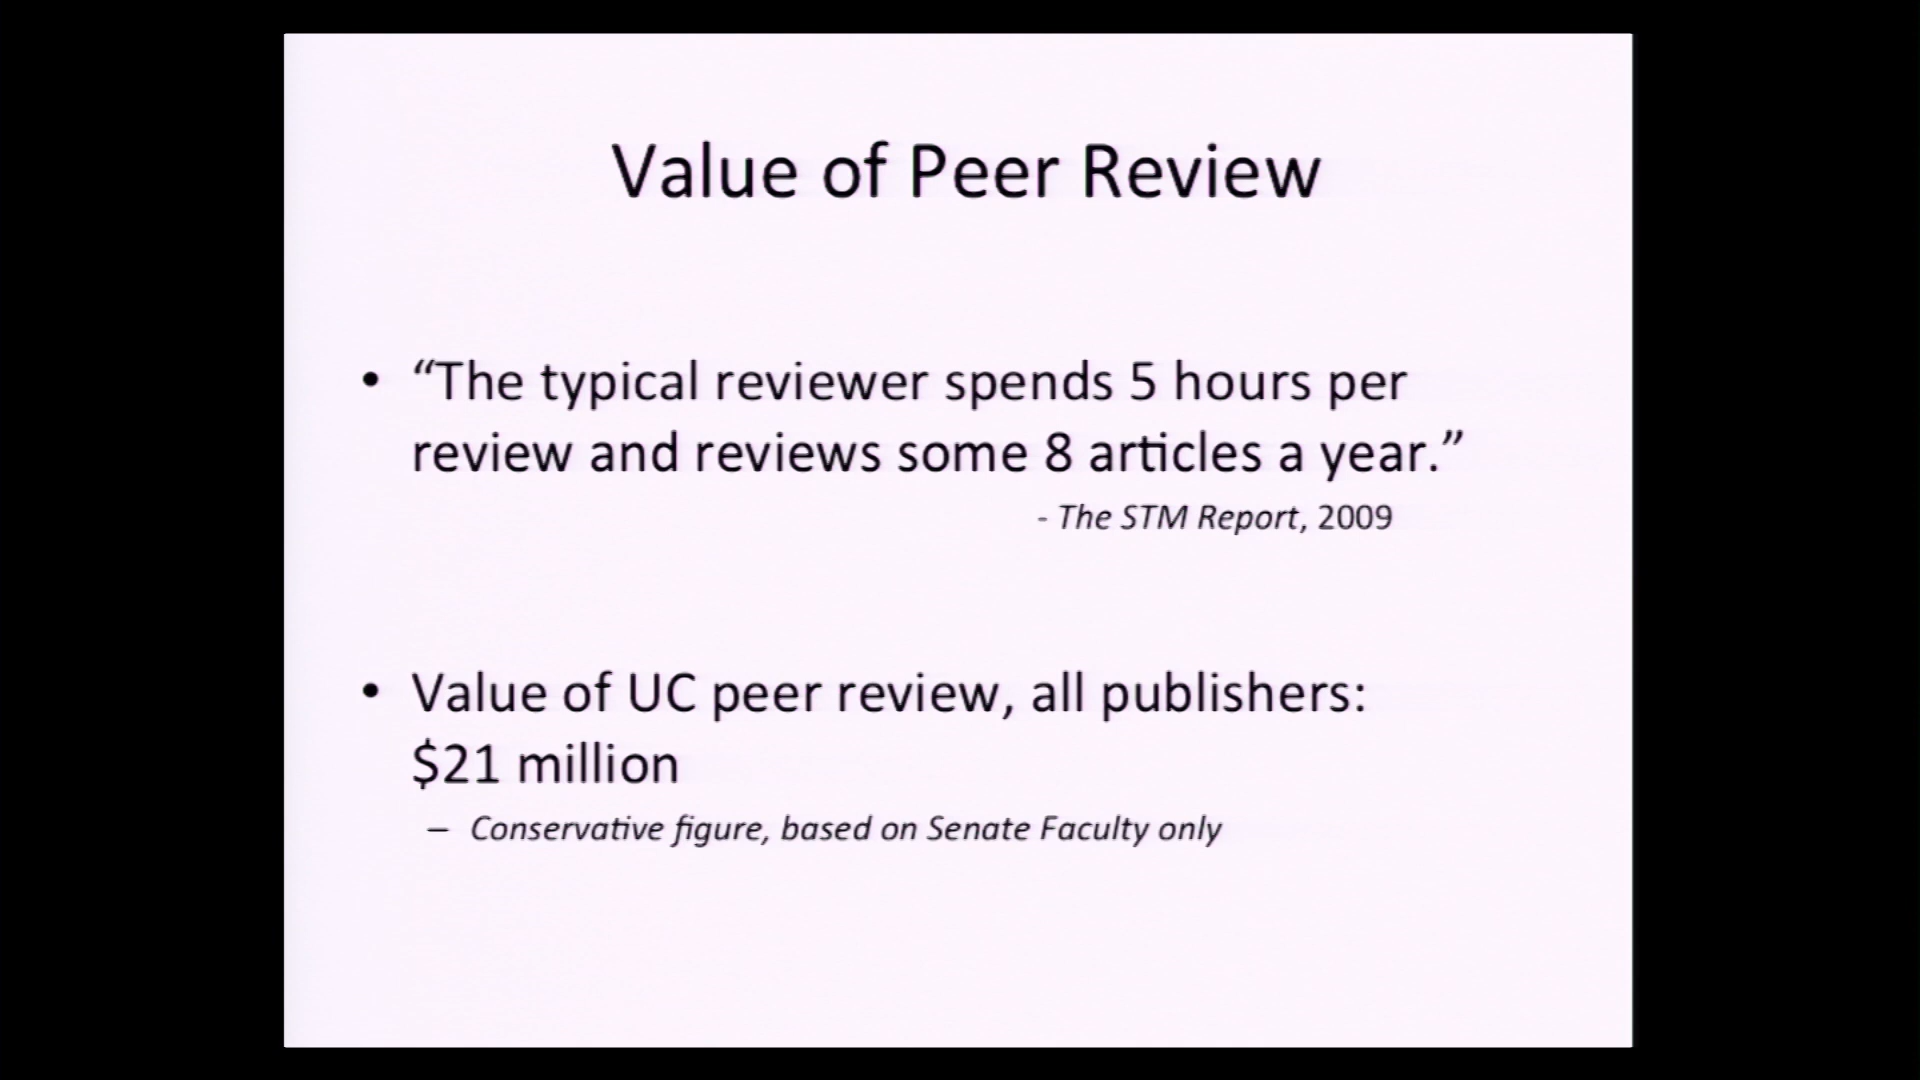 Value of Peer Review
• “The typical reviewer spends 5 hours per
review and reviews some 8 articles a year.”
- The STM Report, 2009
• Value of UC peer review, all publishers:
$21 million
– Conservative figure, based on Senate Faculty only